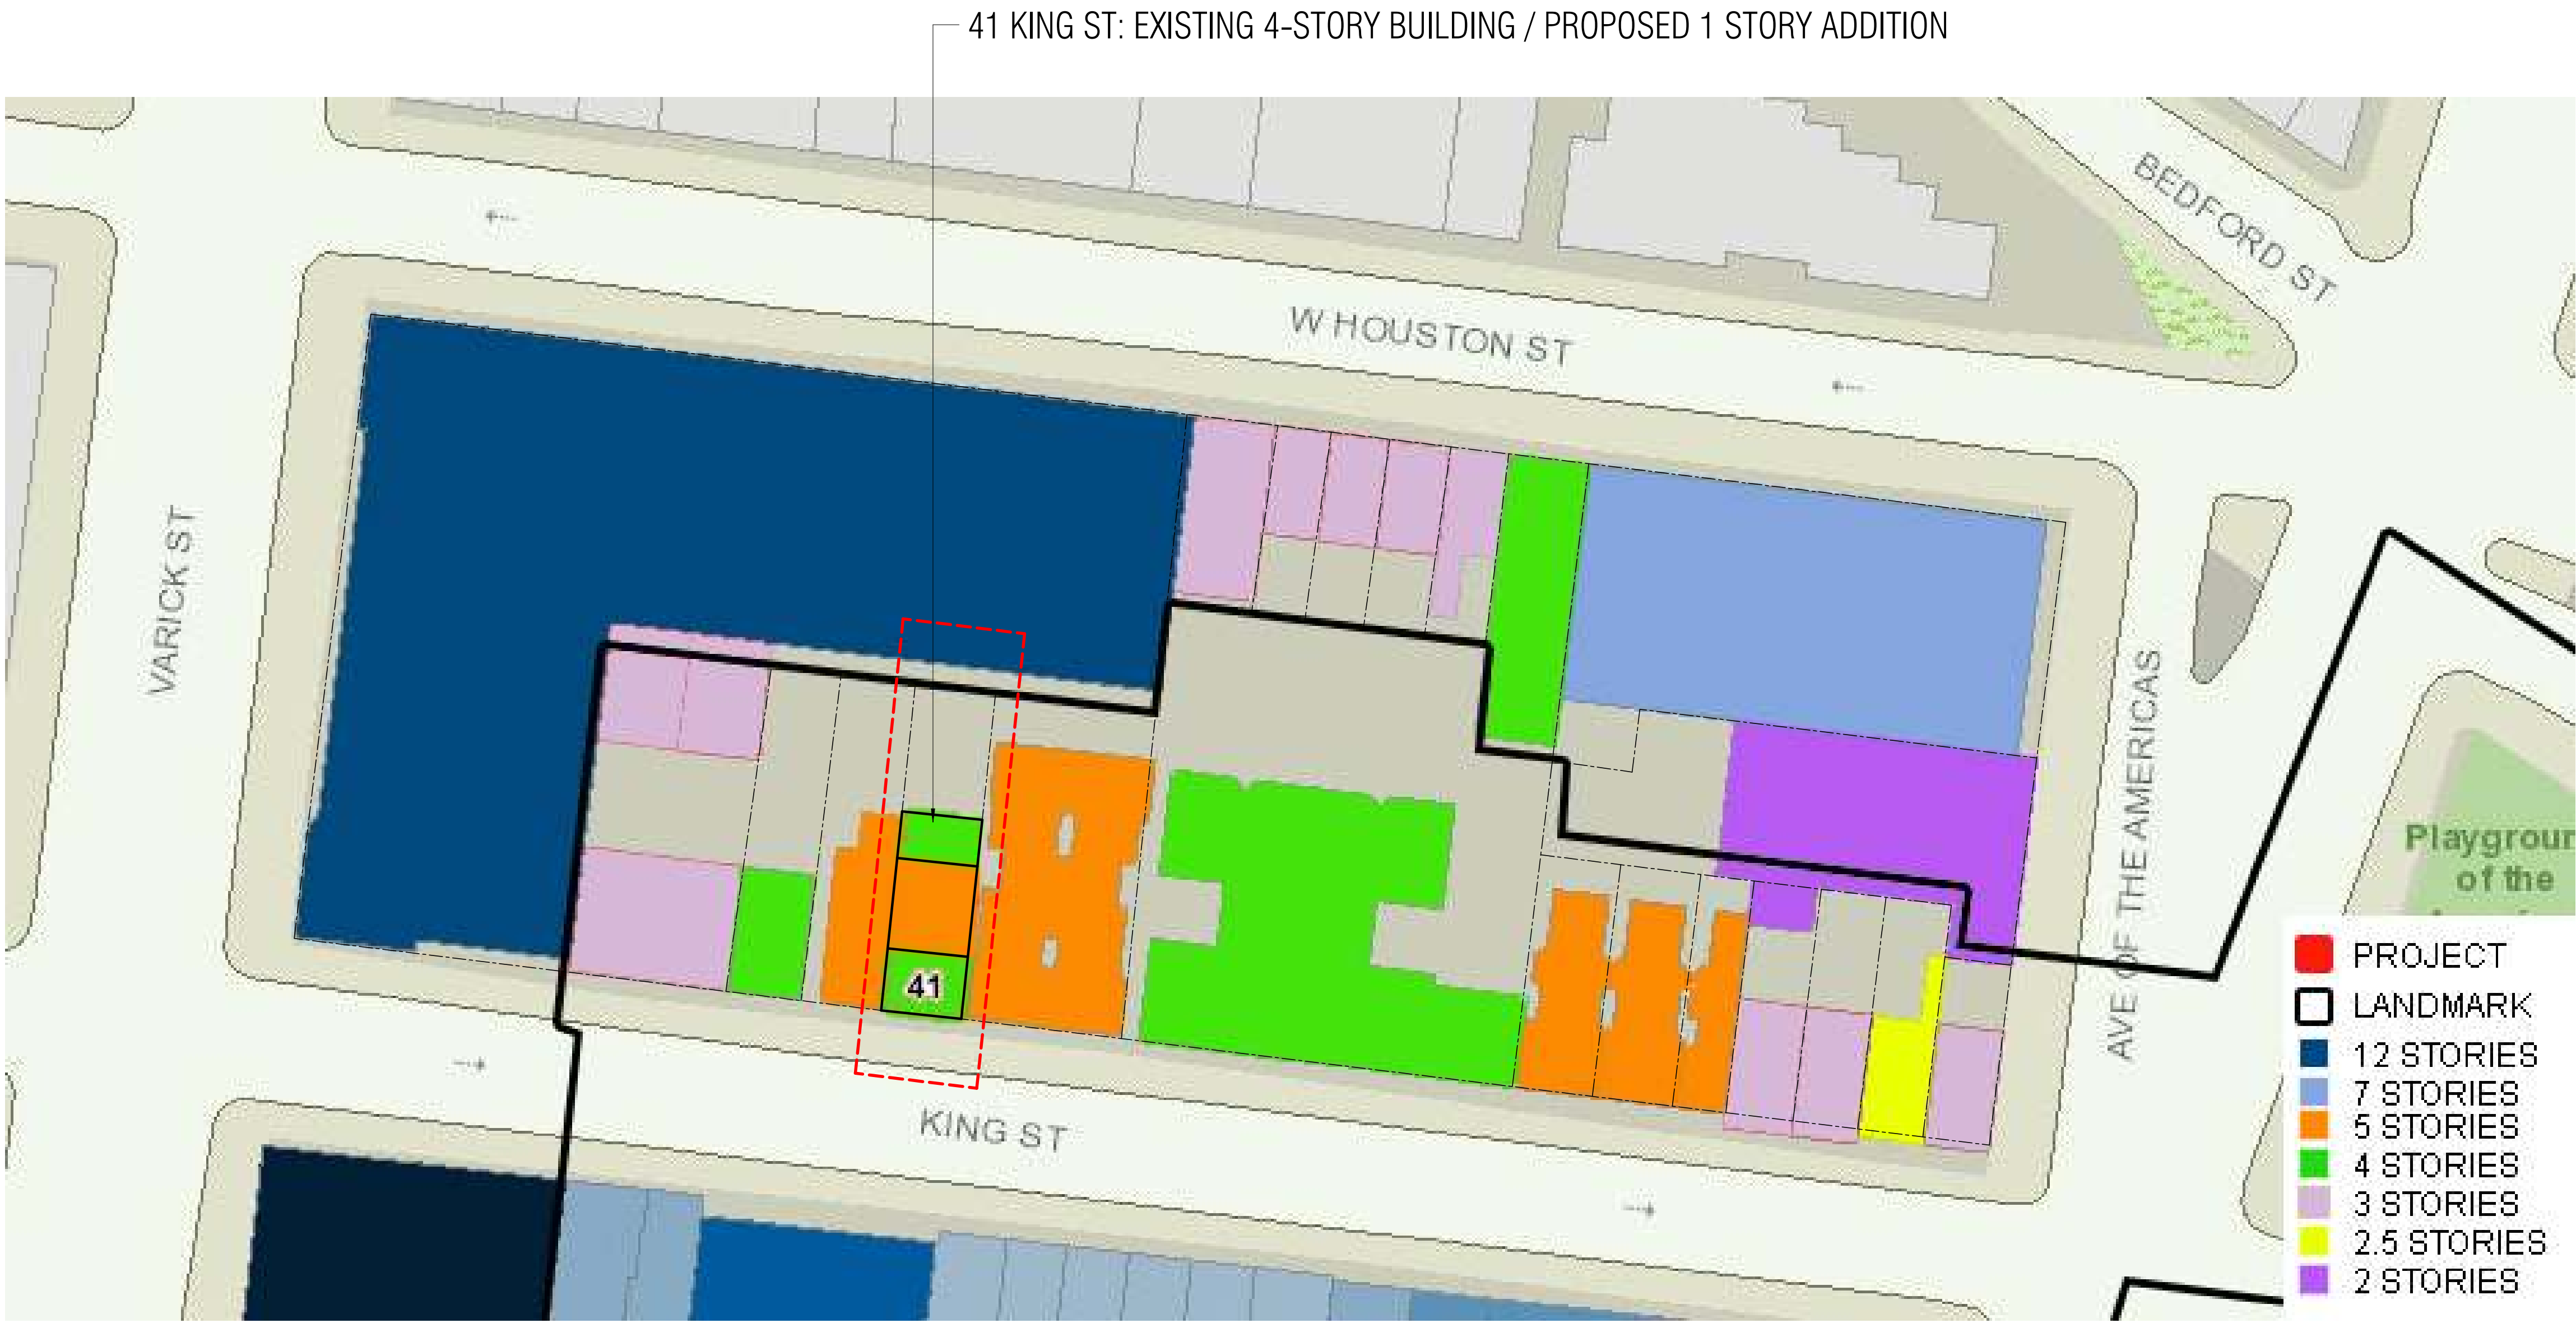 41 KING ST: EXISTING 4-STORY BUILDING / PROPOSED 1 STORY ADDITION
BEDFORD ST
W HOUSTON ST
VARICK ST
AVE OF THE AMERICAS
Playgroun
of the
41
KING ST
PROJECT
LANDMARK
12 STORIES
7 STORIES
5 STORIES
4 STORIES
3 STORIES
2.5 STORIES
2 STORIES